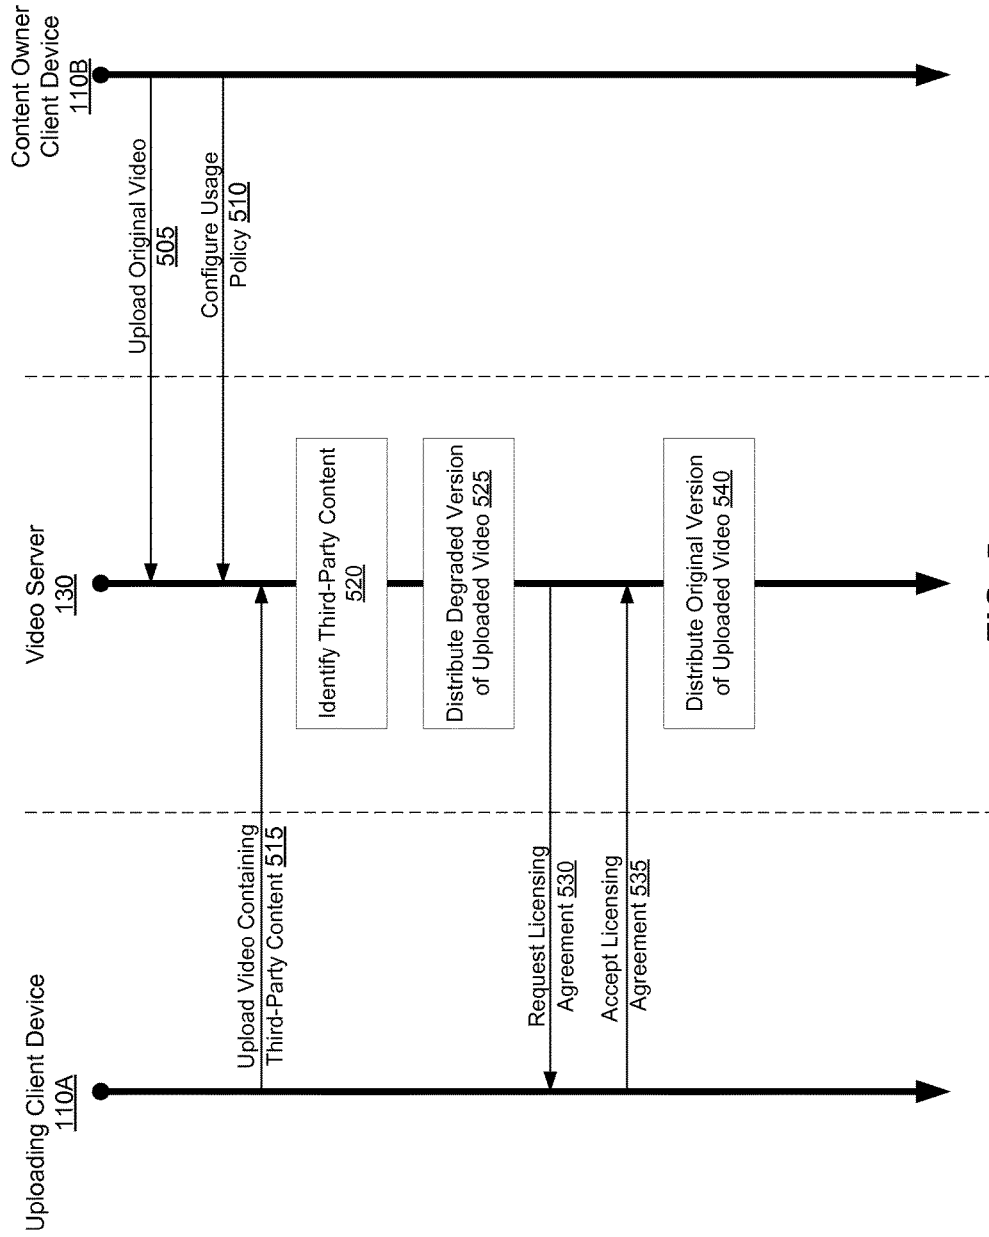 Uploading Client Device
110A
Video Server
130
Content Owner
Client Device
110B
Upload Original Video
505
Configure Usage
Policy 510
Upload Video Containing
Third-Party Content 515
Identify Third-Party Content
520
Distribute Degraded Version
of Uploaded Video 525
Request Licensing
Agreement 530
Accept Licensing
Agreement 535
Distribute Original Version
of Uploaded Video 540